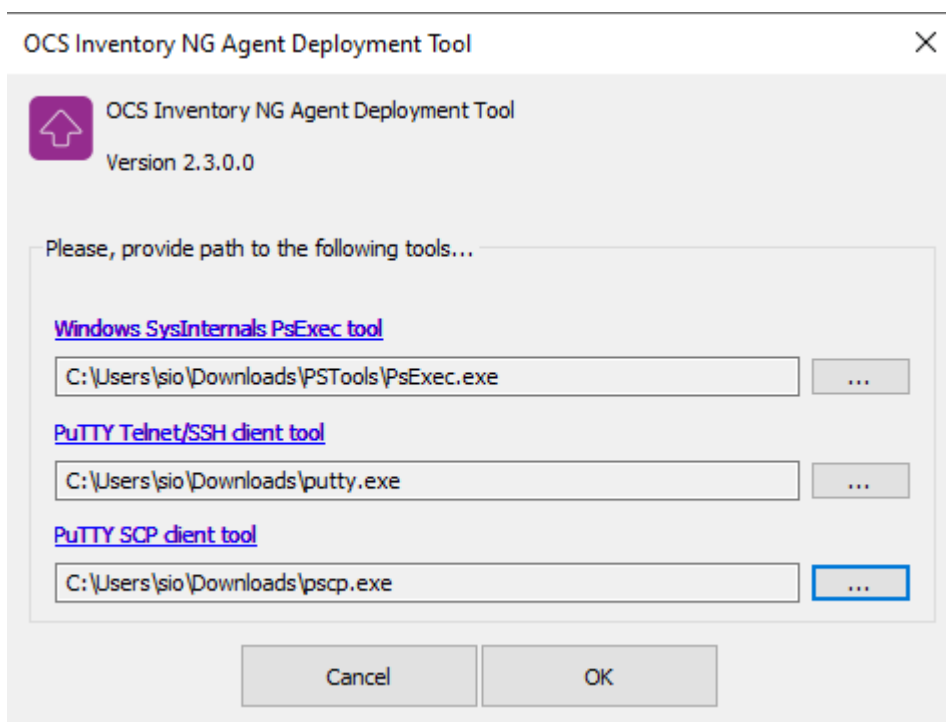 OCS Inventory NG Agent Deployment Tool
OCS Inventory NG Agent Deployment Tool
Version 2.3.0.0
Please, provide path to the following tools...
Windows SysInternals PsExec tool
C:\Users\sio\Downloads\PSTools\PsExec.exe
...
PuTTY Telnet/SSH client tool
C:\Users\sio\Downloads\putty.exe
...
PuTTY SCP client tool
C:\Users\sio\Downloads\pscp.exe
...
Cancel
OK